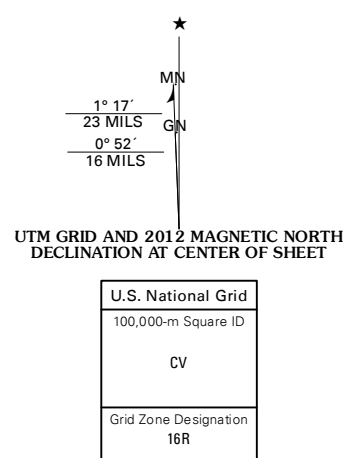 MN
1° 17´
23 MILS
GN
0° 52´
16 MILS
UTM GRID AND 2012 MAGNETIC NORTH
DECLINATION AT CENTER OF SHEET
U.S. National Grid
100,000-m Square ID
CV
Grid Zone Designation
16R